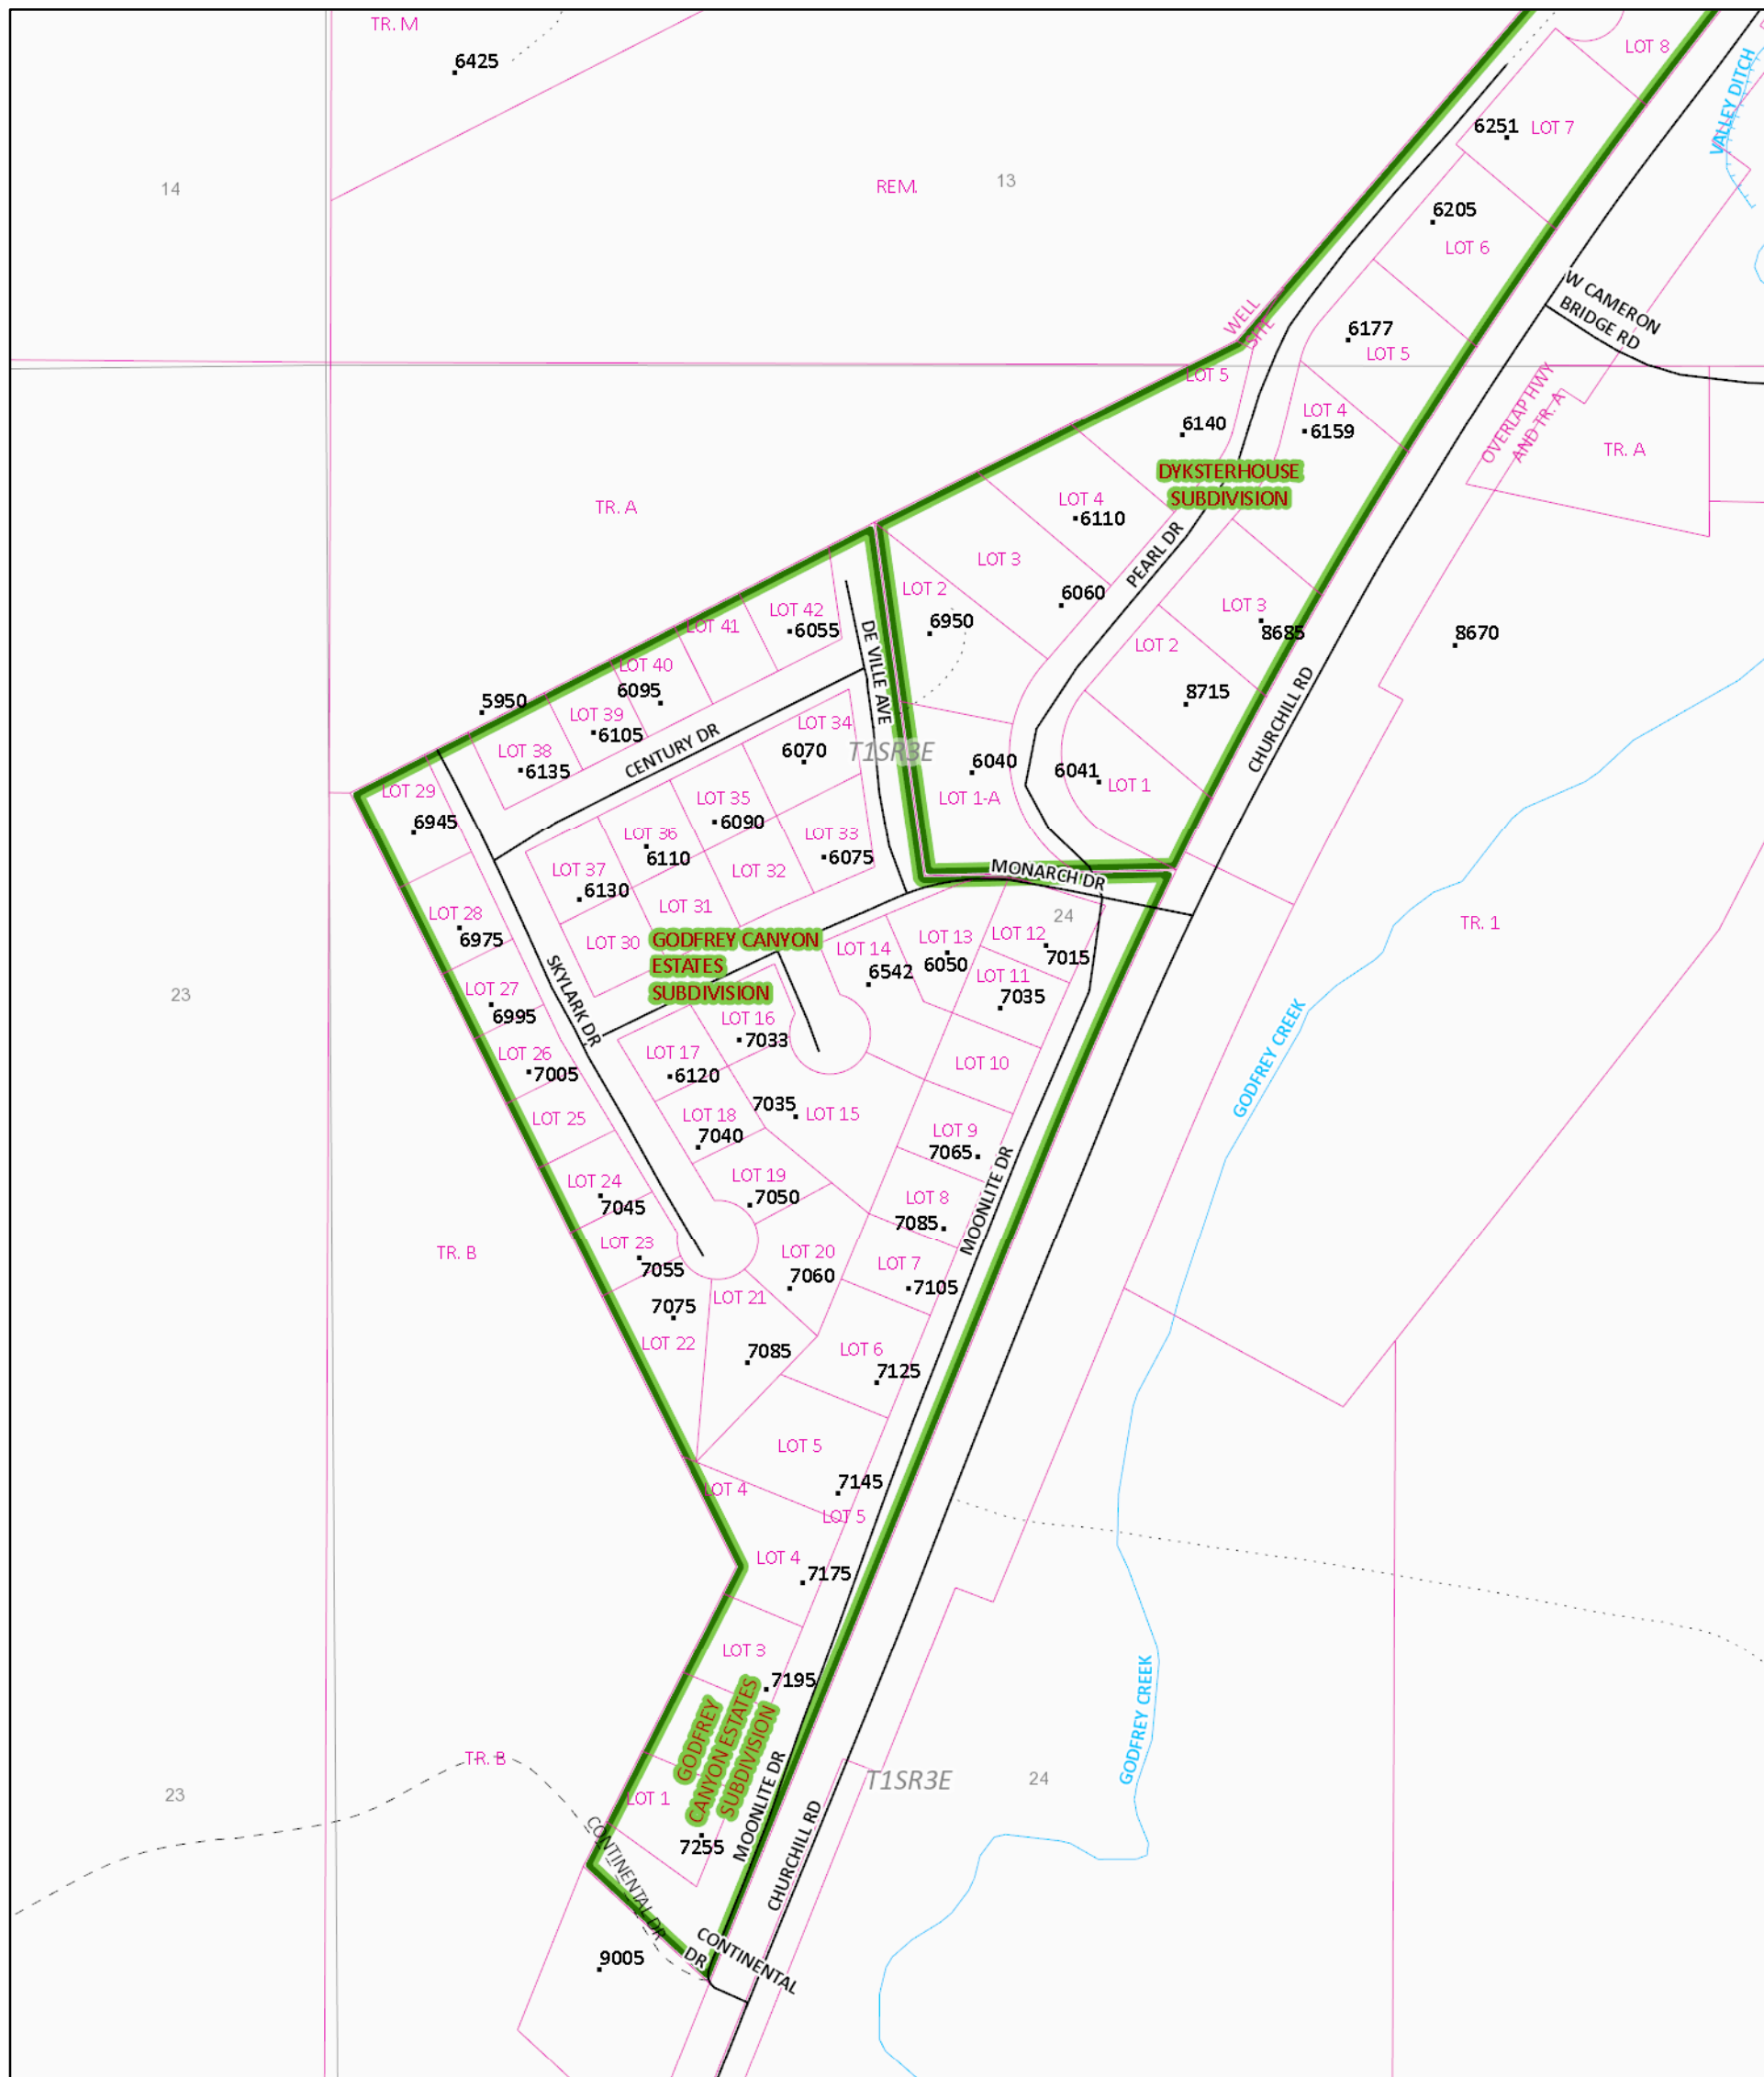 TR. M
6425
LOT 8
VALLEY DITCH
6251
LOT 7
14
REM.
13
6205
LOT 6
W CAMERON
BRIDGE RD
WELL
SITE
6177
LOT 5
LOT 5
6140
LOT 4
6159
OVERLAP HWY
AND TR. A
TR. A
DYKSTERHOUSE
SUBDIVISION
TR. A
LOT 4
6110
PEARL DR
LOT 3
6060
LOT 2
6950
LOT 3
8685
8670
LOT 2
8715
LOT 42
6055
LOT 41
DE VILLE AVE
LOT 40
6095
5950
LOT 39
6105
LOT 38
6135
CENTURY DR
LOT 34
6070
T1SR3E
6040
LOT 1-A
6041
LOT 1
CHURCHILL RD
LOT 29
6945
LOT 35
6090
LOT 36
6110
LOT 33
6075
LOT 37
6130
LOT 32
MONARCH DR
LOT 31
24
TR. 1
LOT 28
6975
LOT 30
GODFREY CANYON
ESTATES
SUBDIVISION
LOT 14
6542
LOT 13
6050
LOT 12
7015
LOT 11
7035
23
SKYLARK DR
LOT 27
6995
LOT 16
7033
GODFREY CREEK
LOT 26
7005
LOT 17
6120
LOT 10
LOT 25
LOT 18
7040
7035
LOT 15
LOT 9
7065
MOONLITE DR
LOT 24
7045
LOT 19
7050
LOT 8
7085
TR. B
LOT 23
7055
LOT 20
7060
LOT 7
7105
7075
LOT 22
LOT 21
7085
LOT 6
7125
LOT 5
7145
LOT 4
LOT 5
LOT 4
7175
LOT 3
7195
GODFREY
CANYON ESTATES
SUBDIVISION
GODFREY CREEK
TR. B
23
T1SR3E
24
LOT 1
7255
MOONLITE DR
CHURCHILL RD
CONTINENTAL DR
CONTINENTAL
DR
9005